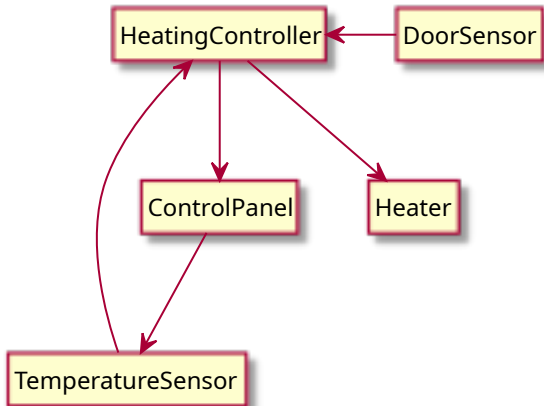 HeatingController
DoorSensor
ControlPanel
Heater
TemperatureSensor